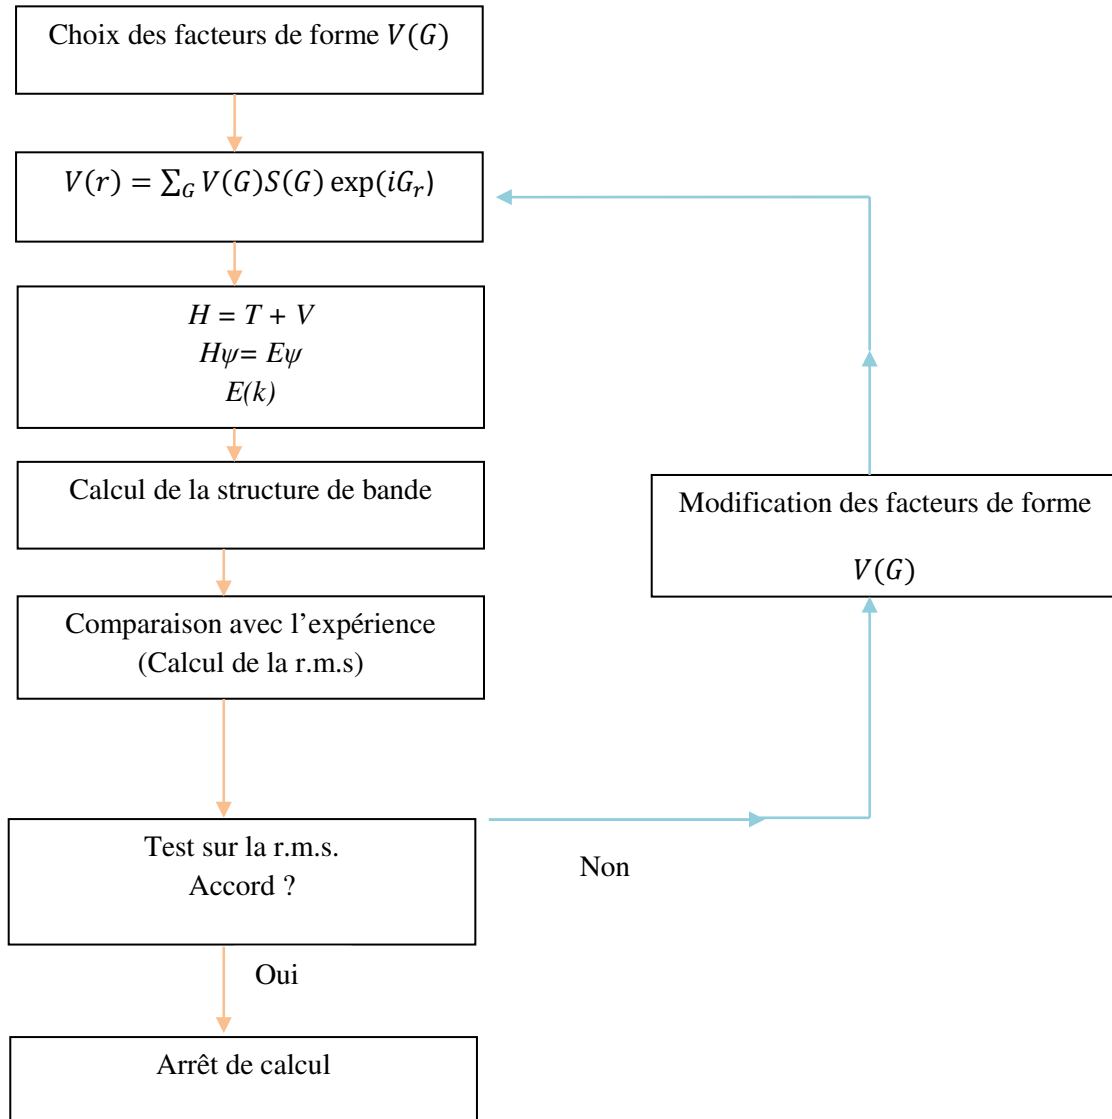 Choix des facteurs de forme V(G)
V(r) = ∑_G V(G)S(G) exp(iG_r)
H = T + V
Hψ= Eψ
E(k)
Calcul de la structure de bande
Comparaison avec l’expérience
(Calcul de la r.m.s)
Test sur la r.m.s.
Accord ?
Non
Modification des facteurs de forme
V(G)
Oui
Arrêt de calcul